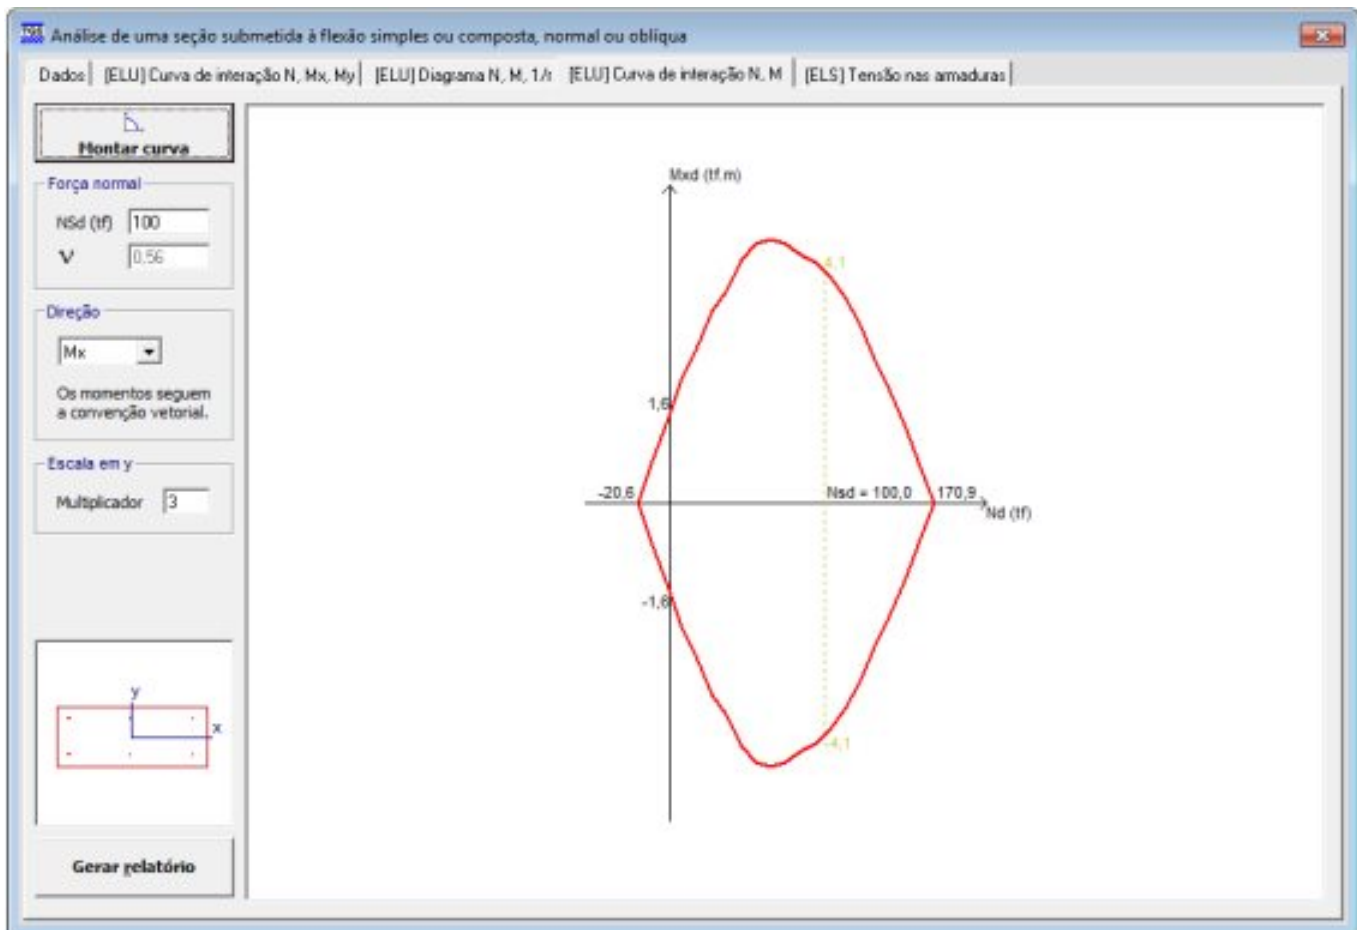 TQS Análise de uma seção submetida à flexão simples ou composta, normal ou oblíqua
Dados [ELU] Curva de interação N, Mx, My [ELU] Diagrama N, M, 1/r [ELU] Curva de interação N, M [ELS] Tensão nas armaduras
Montar curva
Força normal
NSd (tf) 100
ν 0,56
Direção
Mx
Os momentos seguem
a convenção vetorial.
Escala em y
Multiplicador 3
y
x
Gerar relatório
Mxd (tf.m)
4,1
1,6
-20,6 Nsd = 100,0 170,9
Nd (tf)
-1,6
-4,1